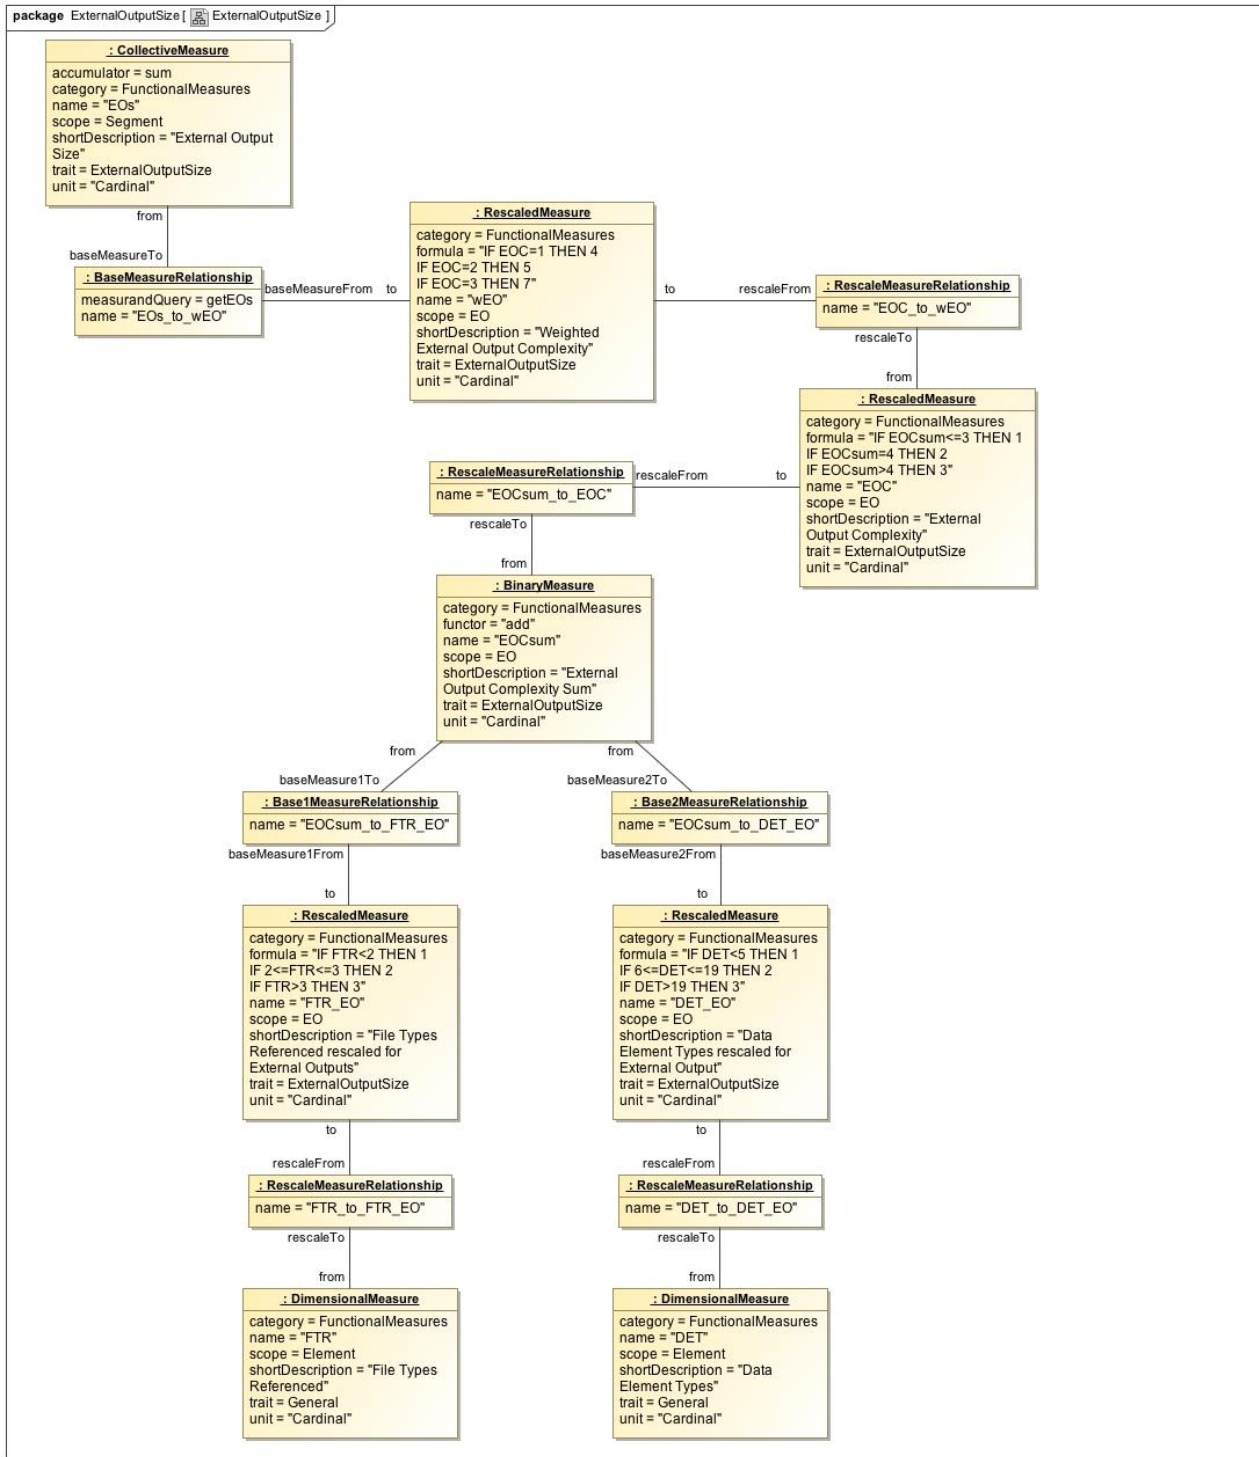 package ExternalOutputSize [ ExternalOutputSize ]
: CollectiveMeasure
accumulator = sum
category = FunctionalMeasures
name = "EOs"
scope = Segment
shortDescription = "External Output
Size"
trait = ExternalOutputSize
unit = "Cardinal"
from
baseMeasureTo
: BaseMeasureRelationship
measurandQuery = getEOs
name = "EOs_to_wEO"
baseMeasureFrom
to
: RescaledMeasure
category = FunctionalMeasures
formula = "IF EOC=1 THEN 4
IF EOC=2 THEN 5
IF EOC=3 THEN 7"
name = "wEO"
scope = EO
shortDescription = "Weighted
External Output Complexity"
trait = ExternalOutputSize
unit = "Cardinal"
to
rescaleFrom
: RescaleMeasureRelationship
name = "EOC_to_wEO"
rescaleTo
from
: RescaledMeasure
category = FunctionalMeasures
formula = "IF EOCsum<=3 THEN 1
IF EOCsum=4 THEN 2
IF EOCsum>4 THEN 3"
name = "EOC"
scope = EO
shortDescription = "External
Output Complexity"
trait = ExternalOutputSize
unit = "Cardinal"
to
rescaleFrom
: RescaleMeasureRelationship
name = "EOCsum_to_EOC"
rescaleTo
from
: BinaryMeasure
category = FunctionalMeasures
functor = "add"
name = "EOCsum"
scope = EO
shortDescription = "External
Output Complexity Sum"
trait = ExternalOutputSize
unit = "Cardinal"
from
baseMeasure1To
: Base1MeasureRelationship
name = "EOCsum_to_FTR_EO"
baseMeasure1From
to
: RescaledMeasure
category = FunctionalMeasures
formula = "IF FTR<2 THEN 1
IF 2<=FTR<=3 THEN 2
IF FTR>3 THEN 3"
name = "FTR_EO"
scope = EO
shortDescription = "File Types
Referenced rescaled for
External Outputs"
trait = ExternalOutputSize
unit = "Cardinal"
to
rescaleFrom
: RescaleMeasureRelationship
name = "FTR_to_FTR_EO"
rescaleTo
from
: DimensionalMeasure
category = FunctionalMeasures
name = "FTR"
scope = Element
shortDescription = "File Types
Referenced"
trait = General
unit = "Cardinal"
from
baseMeasure2To
: Base2MeasureRelationship
name = "EOCsum_to_DET_EO"
baseMeasure2From
to
: RescaledMeasure
category = FunctionalMeasures
formula = "IF DET<5 THEN 1
IF 6<=DET<=19 THEN 2
IF DET>19 THEN 3"
name = "DET_EO"
scope = EO
shortDescription = "Data
Element Types rescaled for
External Output"
trait = ExternalOutputSize
unit = "Cardinal"
to
rescaleFrom
: RescaleMeasureRelationship
name = "DET_to_DET_EO"
rescaleTo
from
: DimensionalMeasure
category = FunctionalMeasures
name = "DET"
scope = Element
shortDescription = "Data
Element Types"
trait = General
unit = "Cardinal"